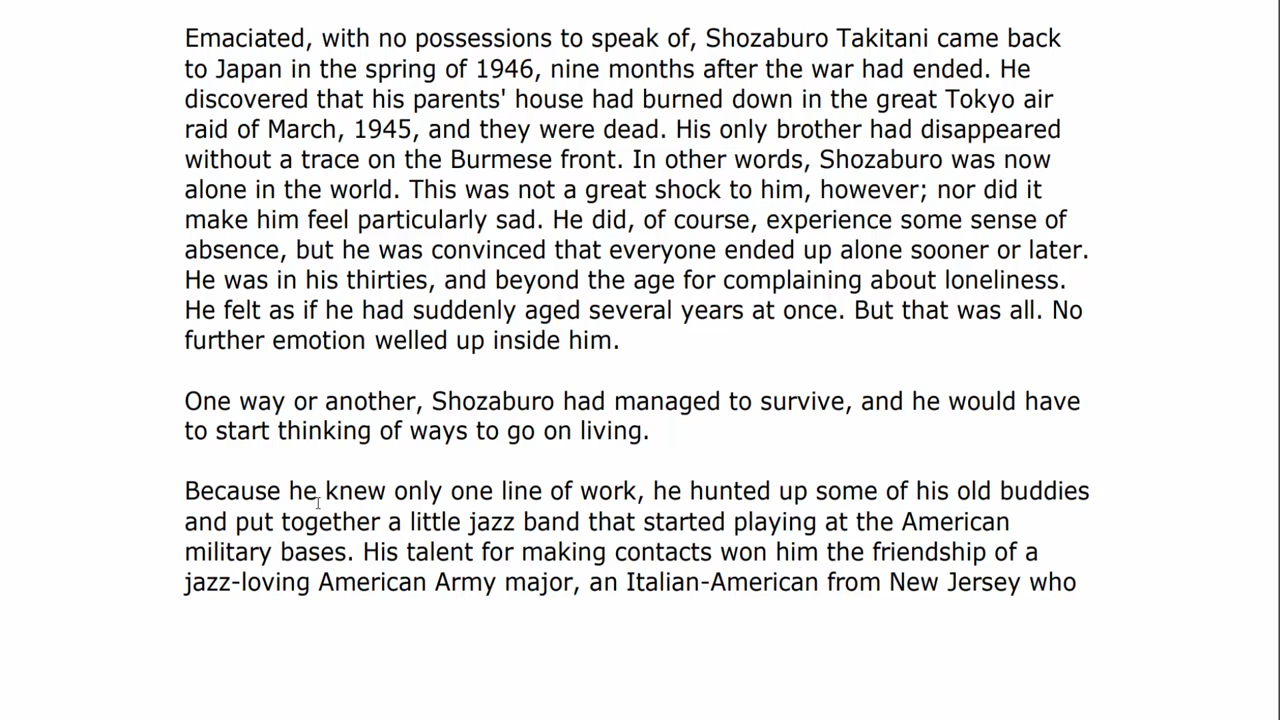 Emaciated, with no possessions to speak of, Shozaburo Takitani came back
to Japan in the spring of 1946, nine months after the war had ended. He
discovered that his parents' house had burned down in the great Tokyo air
raid of March, 1945, and they were dead. His only brother had disappeared
without a trace on the Burmese front. In other words, Shozaburo was now
alone in the world. This was not a great shock to him, however; nor did it
make him feel particularly sad. He did, of course, experience some sense of
absence, but he was convinced that everyone ended up alone sooner or later.
He was in his thirties, and beyond the age for complaining about loneliness.
He felt as if he had suddenly aged several years at once. But that was all. No
further emotion welled up inside him.
One way or another, Shozaburo had managed to survive, and he would have
to start thinking of ways to go on living.
Because he knew only one line of work, he hunted up some of his old buddies
and put together a little jazz band that started playing at the American
military bases. His talent for making contacts won him the friendship of a
jazz-loving American Army major, an Italian-American from New Jersey who